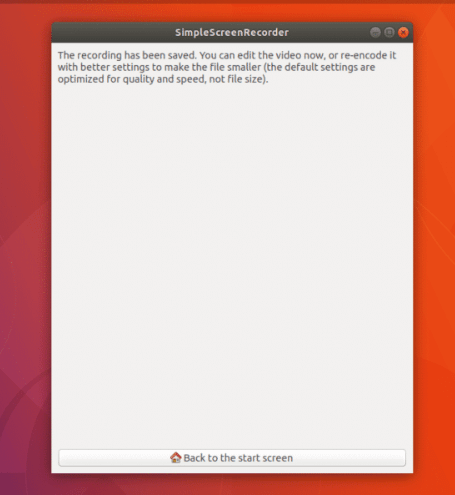 SimpleScreenRecorder
The recording has been saved. You can edit the video now, or re-encode it
with better settings to make the file smaller (the default settings are
optimized for quality and speed, not file size).
Back to the start screen